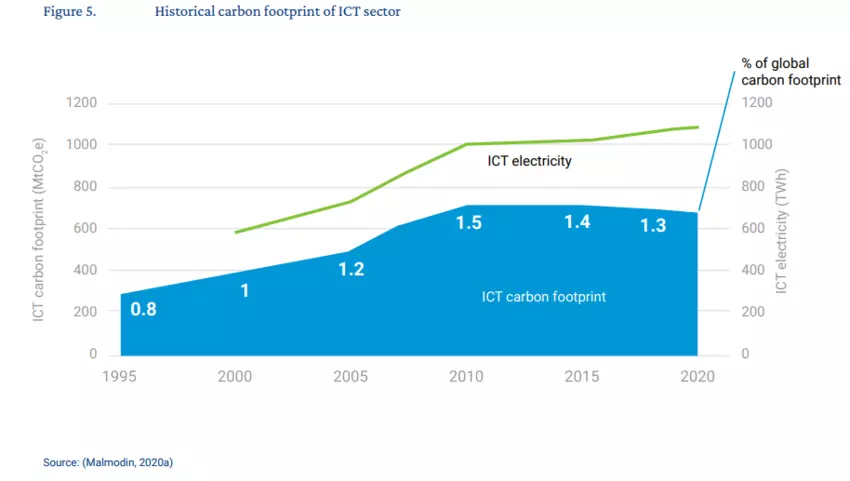 Figure 5. Historical carbon footprint of ICT sector
% of global
carbon footprint
1200 1200
1000 1000
ICT electricity
800 800
600 600
1.5 1.4 1.3
400 400
1.2
1
ICT carbon footprint
200 200
0.8
0 0
ICT carbon footprint (MtCO₂e)
ICT electricity (TWh)
1995 2000 2005 2010 2015 2020
Source: (Malmodin, 2020a)